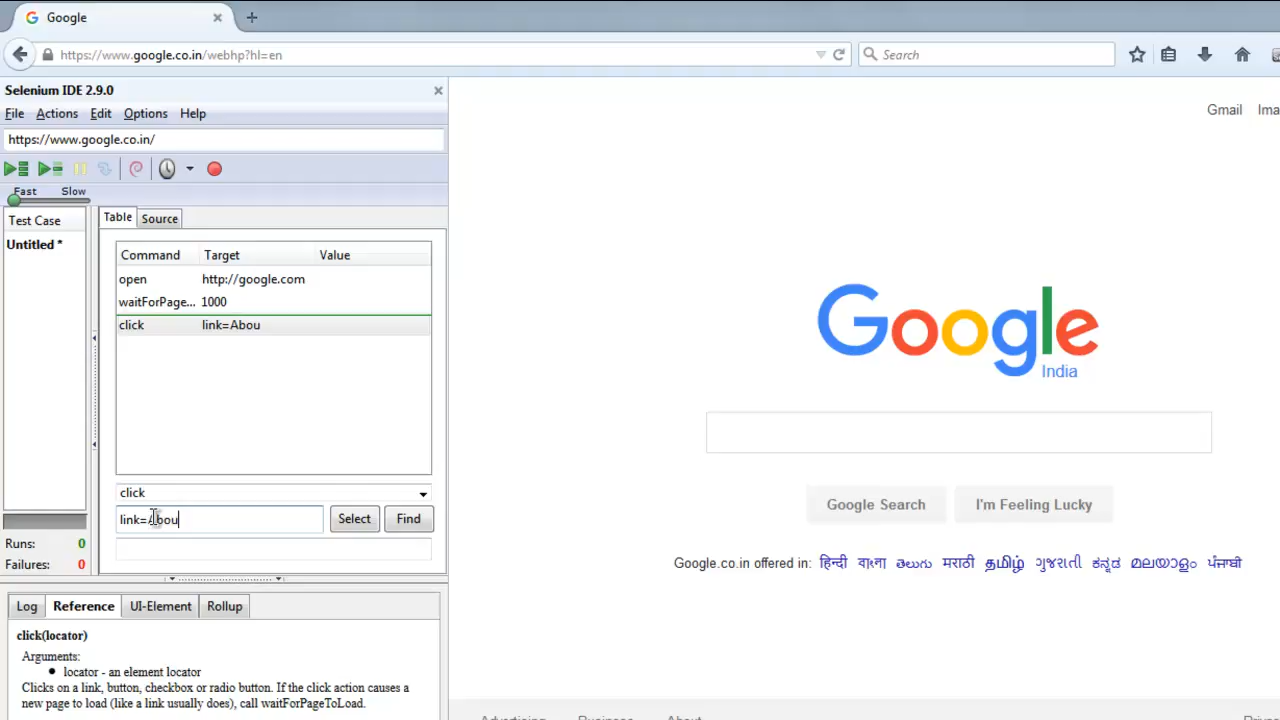 Google
https://www.google.co.in/webhp?hl=en
Search
Selenium IDE 2.9.0
File Actions Edit Options Help
Gmail
https://www.google.co.in/
Fast Slow
Test Case
Table Source
Untitled *
Command Target Value
open http://google.com
waitForPage... 1000
click link=Abou
Google
India
click
link=Abou
Select Find
Google Search I'm Feeling Lucky
Runs: 0
Failures: 0
Google.co.in offered in: हिन्दी বাংলা తెలుగు मराठी தமிழ் ગુજરાતી ಕನ್ನಡ മലയാളം ਪੰਜਾਬੀ
Log Reference UI-Element Rollup
click(locator)
Arguments:
locator - an element locator
Clicks on a link, button, checkbox or radio button. If the click action causes a
new page to load (like a link usually does), call waitForPageToLoad.
Advertising Business About